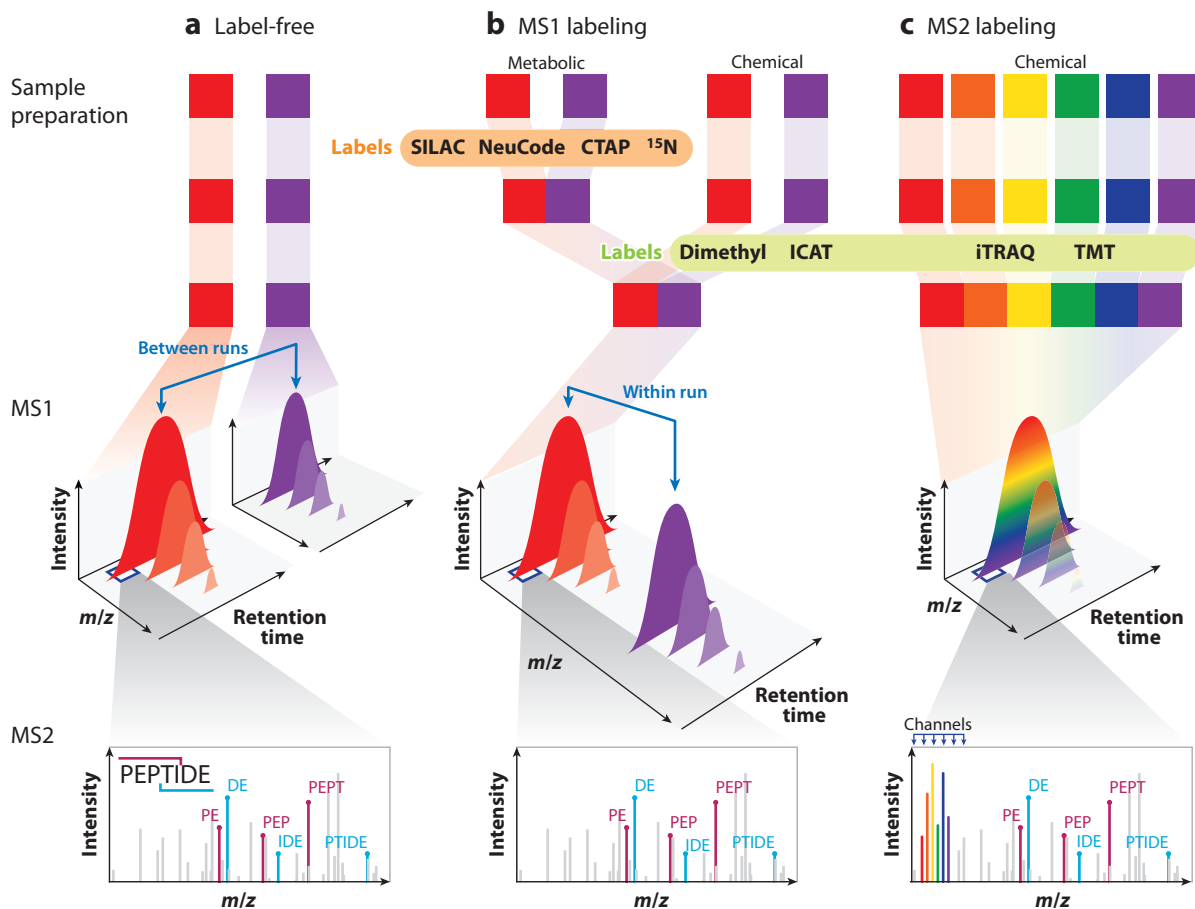 a Label-free
b MS1 labeling
c MS2 labeling
Sample
preparation
Metabolic
Chemical
Chemical
Labels SILAC NeuCode CTAP ¹⁵N
Labels Dimethyl ICAT iTRAQ TMT
MS1
Between runs
Within run
Intensity
m/z
Retention
time
Intensity
m/z
Retention
time
Intensity
m/z
Retention
time
MS2
Intensity
PEPTIDE
PE
DE
PEP
IDE
PEPT
PTIDE
m/z
Intensity
PE
DE
PEP
IDE
PEPT
PTIDE
m/z
Channels
Intensity
PE
DE
PEP
IDE
PEPT
PTIDE
m/z